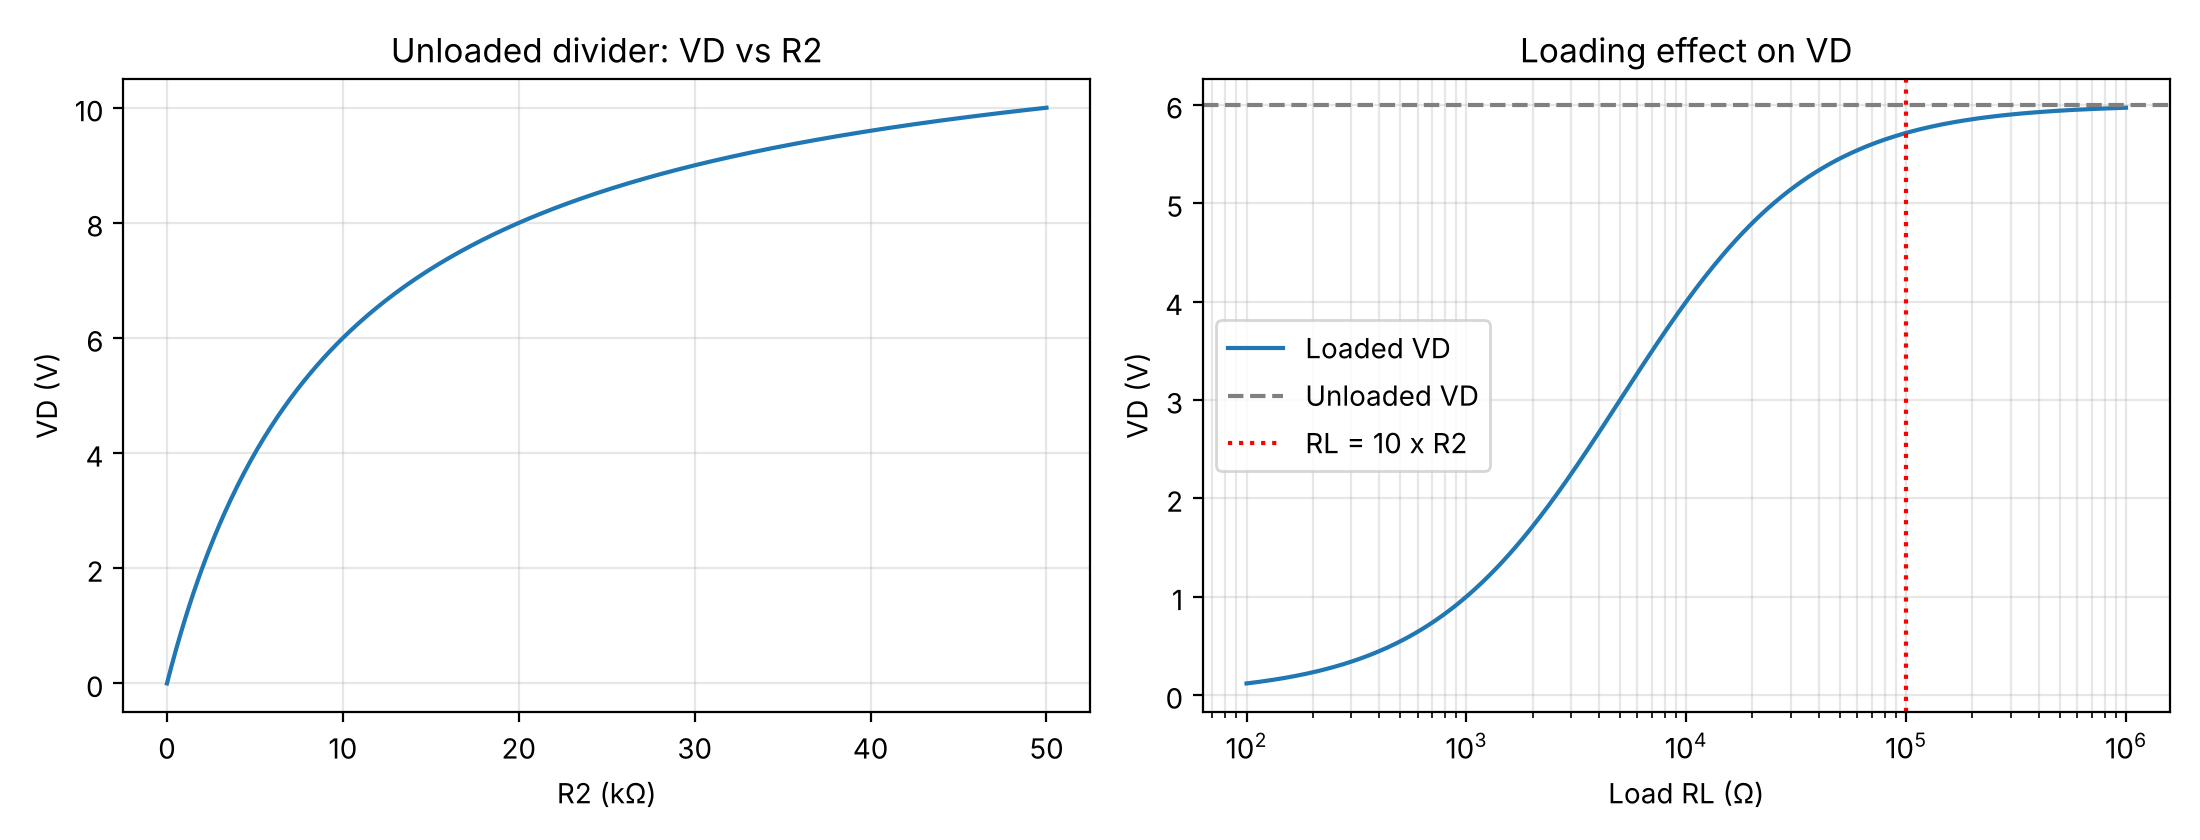 Unloaded divider: VD vs R2
VD (V)
10
8
6
4
2
0
0 10 20 30 40 50
R2 (kΩ)
Loading effect on VD
VD (V)
6
5
4
3
2
1
0
Loaded VD
Unloaded VD
RL = 10 x R2
10² 10³ 10⁴ 10⁵ 10⁶
Load RL (Ω)